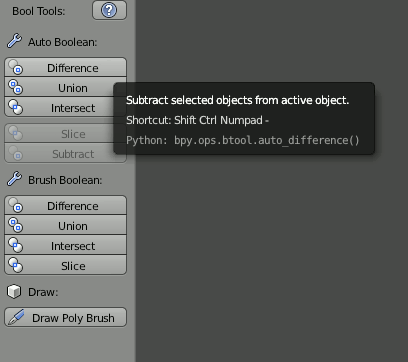 Bool Tools:
Auto Boolean:
Difference
Union
Intersect
Slice
Subtract
Subtract selected objects from active object.
Shortcut: Shift Ctrl Numpad -
Python: bpy.ops.btool.auto_difference()
Brush Boolean:
Difference
Union
Intersect
Slice
Draw:
Draw Poly Brush